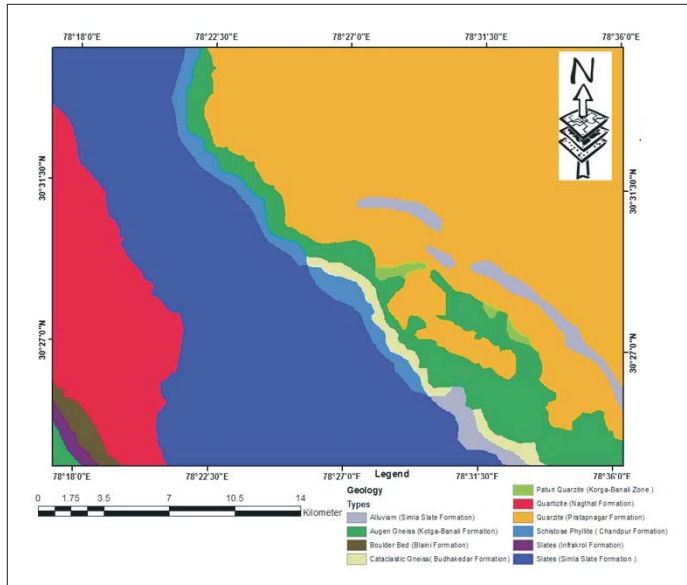 78°18'0"E 78°22'30"E 78°27'0"E 78°31'30"E 78°36'0"E
N
30°31'30"N 30°31'30"N
30°27'0"N 30°27'0"N
78°18'0"E 78°22'30"E 78°27'0"E 78°31'30"E 78°36'0"E
Legend
0 1.75 3.5 7 10.5 14
Kilometer
Geology
Types
Alluviam (Simla Slate Formation)
Augen Gneiss (Kotga-Banali Formation)
Boulder Bed (Blaini Formation)
Cataclastic Gneiss( Budhakedar Formation)
Paturi Quarzite (Korga-Banali Zone )
Quartizite (Nagthat Formation)
Quarzite (Pratapnagar Formation)
Schistose Phyllite ( Chandpur Formation)
Slates (Infrakrol Formation)
Slates (Simla Slate Formation )